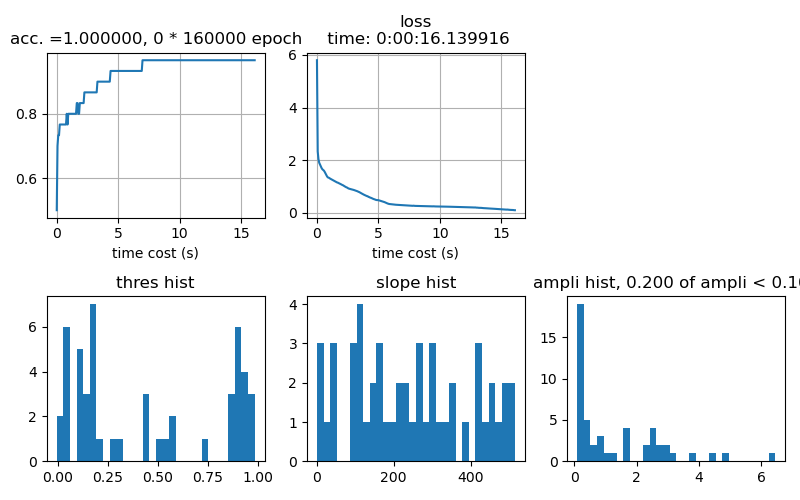 acc. =1.000000, 0 * 160000 epoch
loss
time: 0:00:16.139916
0.8
0.6
0 5 10 15
time cost (s)
6
4
2
0
0 5 10 15
time cost (s)
thres hist
6
4
2
0
0.00 0.25 0.50 0.75 1.00
slope hist
4
3
2
1
0
0 200 400
ampli hist, 0.200 of ampli < 0.10
15
10
5
0
0 2 4 6